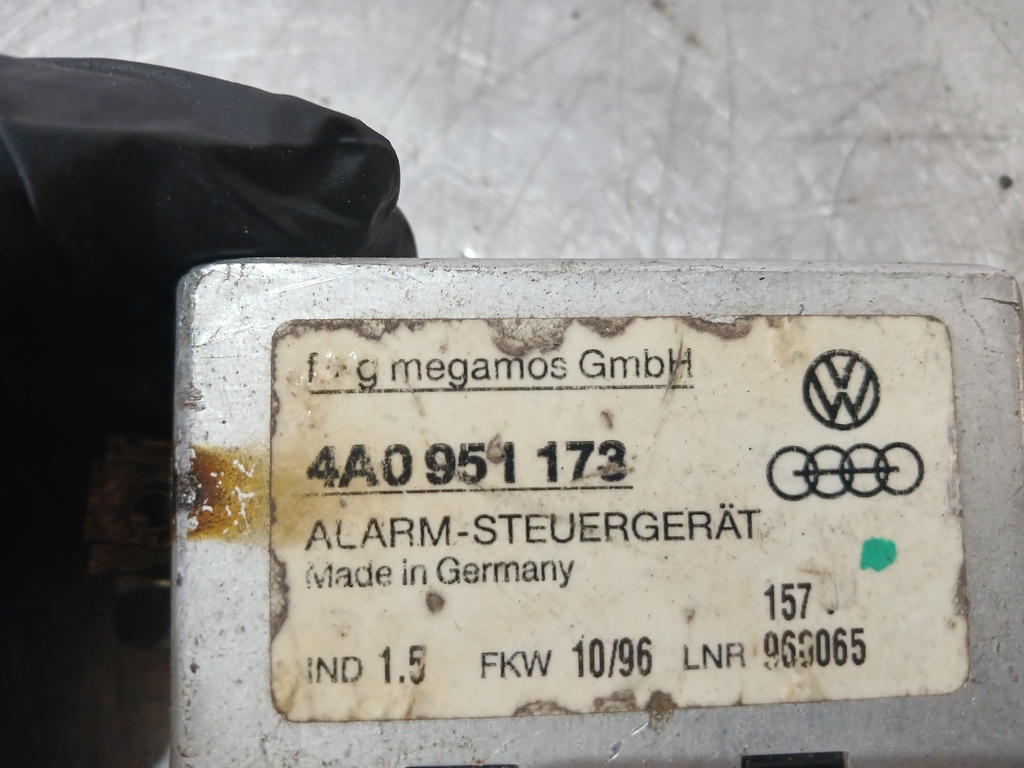 megamos GmbH
4A0 951 173
ALARM-STEUERGERÄT
Made in Germany
157
IND 1.5 FKW 10/96 LNR